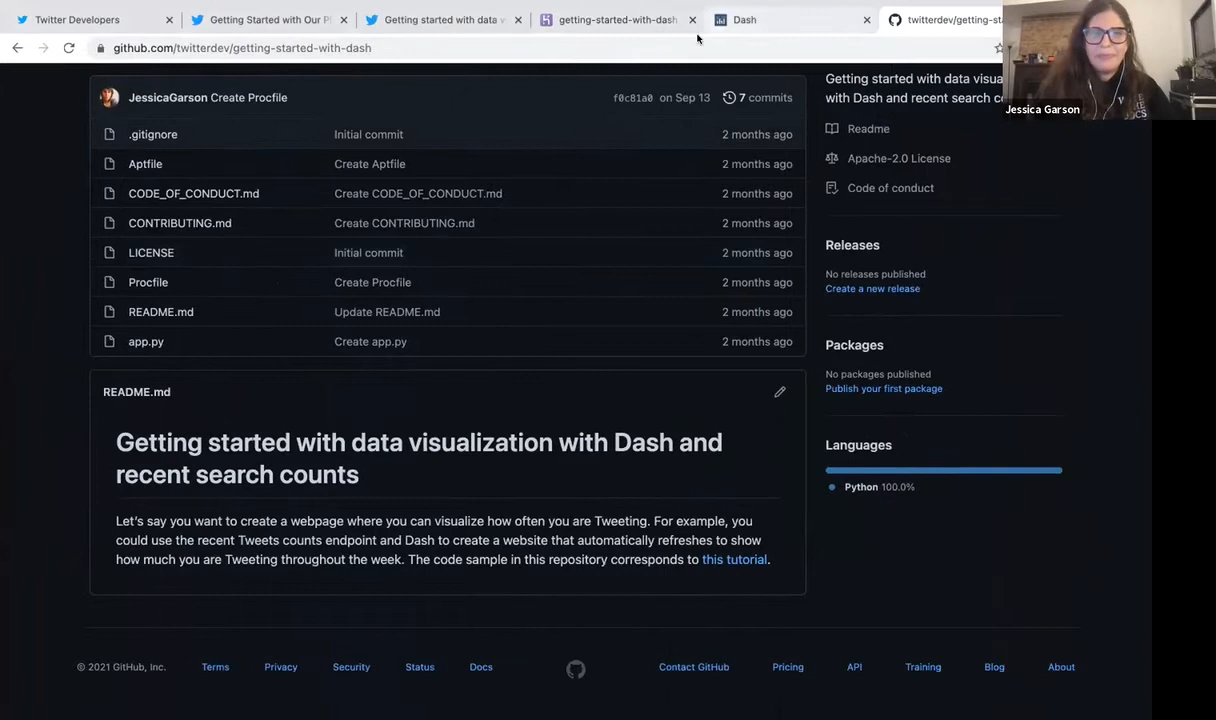 Twitter Developers
Getting Started with Our Pl
Getting started with data v
getting-started-with-dash
Dash
twitterdev/getting-sta
github.com/twitterdev/getting-started-with-dash
JessicaGarson Create Procfile
f0c81a0 on Sep 13
7 commits
.gitignore
Initial commit
2 months ago
Aptfile
Create Aptfile
2 months ago
CODE_OF_CONDUCT.md
Create CODE_OF_CONDUCT.md
2 months ago
CONTRIBUTING.md
Create CONTRIBUTING.md
2 months ago
LICENSE
Initial commit
2 months ago
Procfile
Create Procfile
2 months ago
README.md
Update README.md
2 months ago
app.py
Create app.py
2 months ago
README.md
Getting started with data visualization with Dash and
recent search counts
Let's say you want to create a webpage where you can visualize how often you are Tweeting. For example, you
could use the recent Tweets counts endpoint and Dash to create a website that automatically refreshes to show
how much you are Tweeting throughout the week. The code sample in this repository corresponds to this tutorial.
Getting started with data visua
with Dash and recent search co
Readme
Apache-2.0 License
Code of conduct
Releases
No releases published
Create a new release
Packages
No packages published
Publish your first package
Languages
Python 100.0%
Jessica Garson
© 2021 GitHub, Inc.
Terms
Privacy
Security
Status
Docs
Contact GitHub
Pricing
API
Training
Blog
About